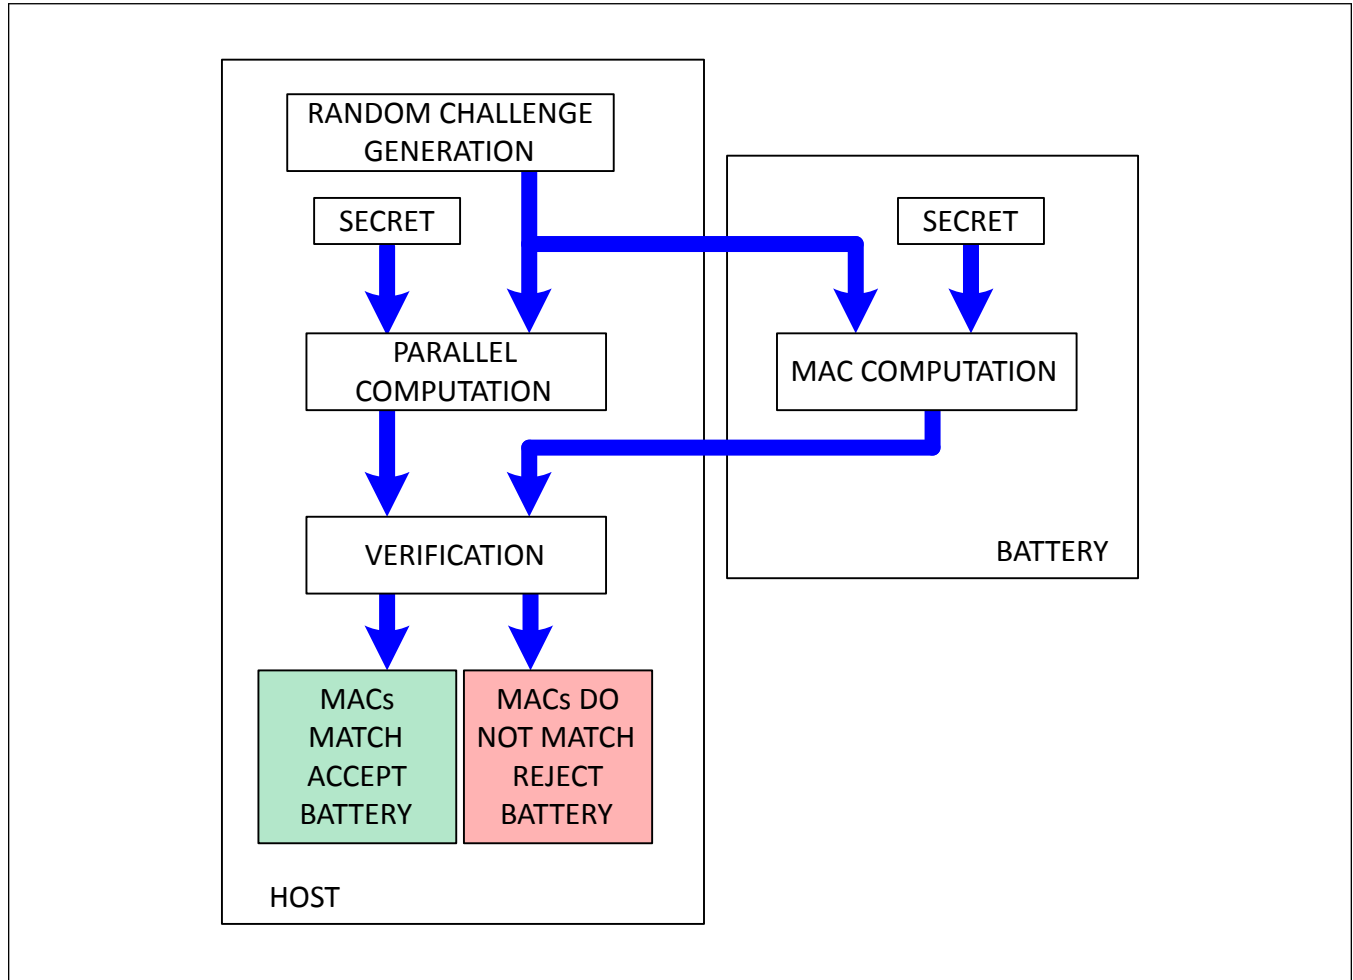 RANDOM CHALLENGE
GENERATION
SECRET
SECRET
PARALLEL
COMPUTATION
MAC COMPUTATION
VERIFICATION
BATTERY
MACs
MATCH
ACCEPT
BATTERY
MACs DO
NOT MATCH
REJECT
BATTERY
HOST